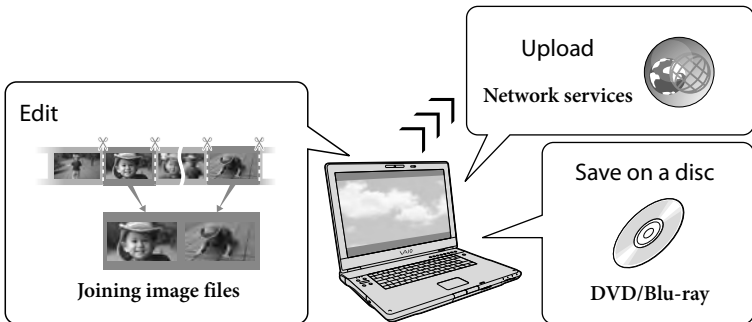 Edit
Joining image files
VAIO
Upload
Network services
Save on a disc
DVD/Blu-ray